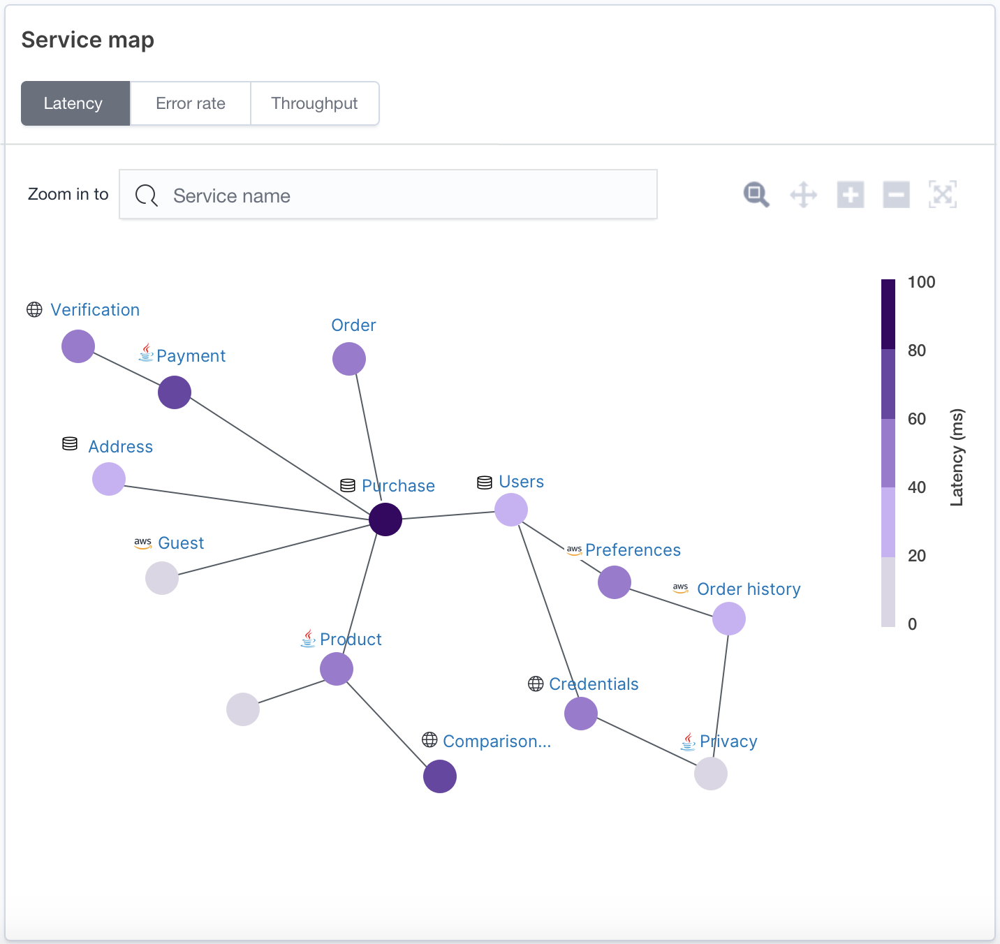 Service map
Latency
Error rate
Throughput
Zoom in to
Service name
100
80
60
40
20
0
Latency (ms)
Verification
Payment
Order
Address
Purchase
Users
aws Guest
aws Preferences
aws Order history
Product
Credentials
Comparison...
Privacy